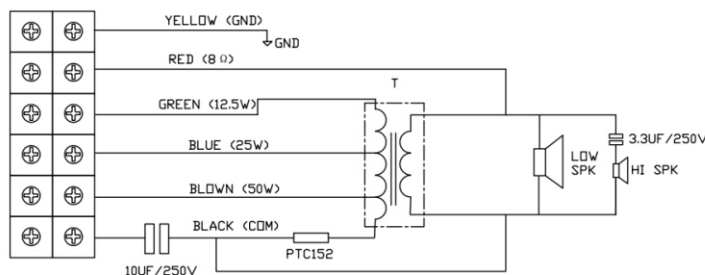 YELLOW (GND)
GND
RED (8Ω)
T
GREEN (12.5W)
3.3UF/250V
BLUE (25W)
LOW
SPK
HI SPK
BLOWN (50W)
BLACK (COM)
PTC152
10UF/250V